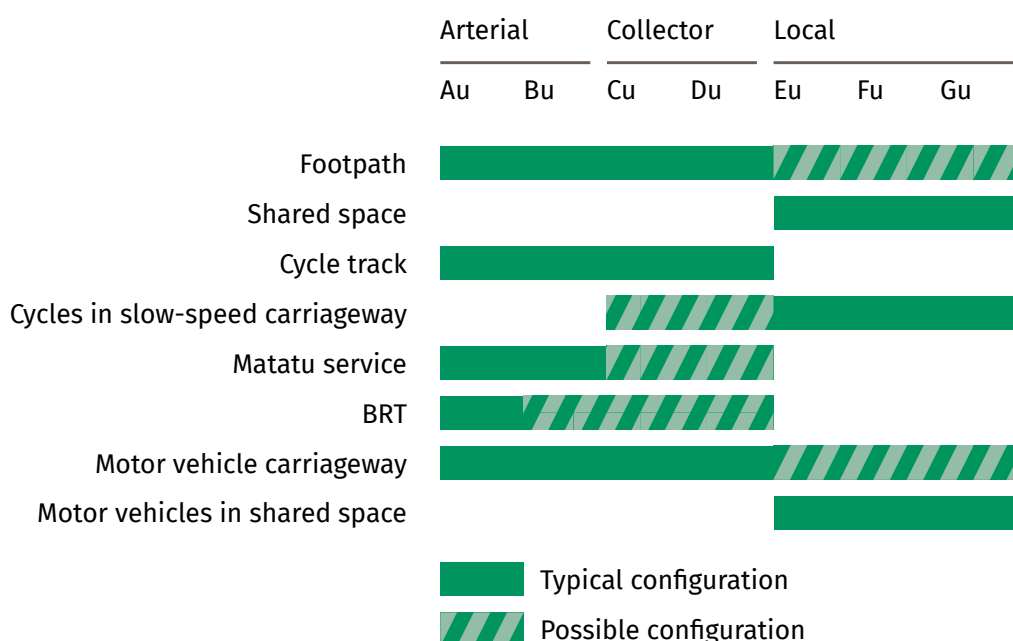 Arterial Collector Local
Au Bu Cu Du Eu Fu Gu
Footpath
Shared space
Cycle track
Cycles in slow-speed carriageway
Matatu service
BRT
Motor vehicle carriageway
Motor vehicles in shared space
Typical configuration
Possible configuration